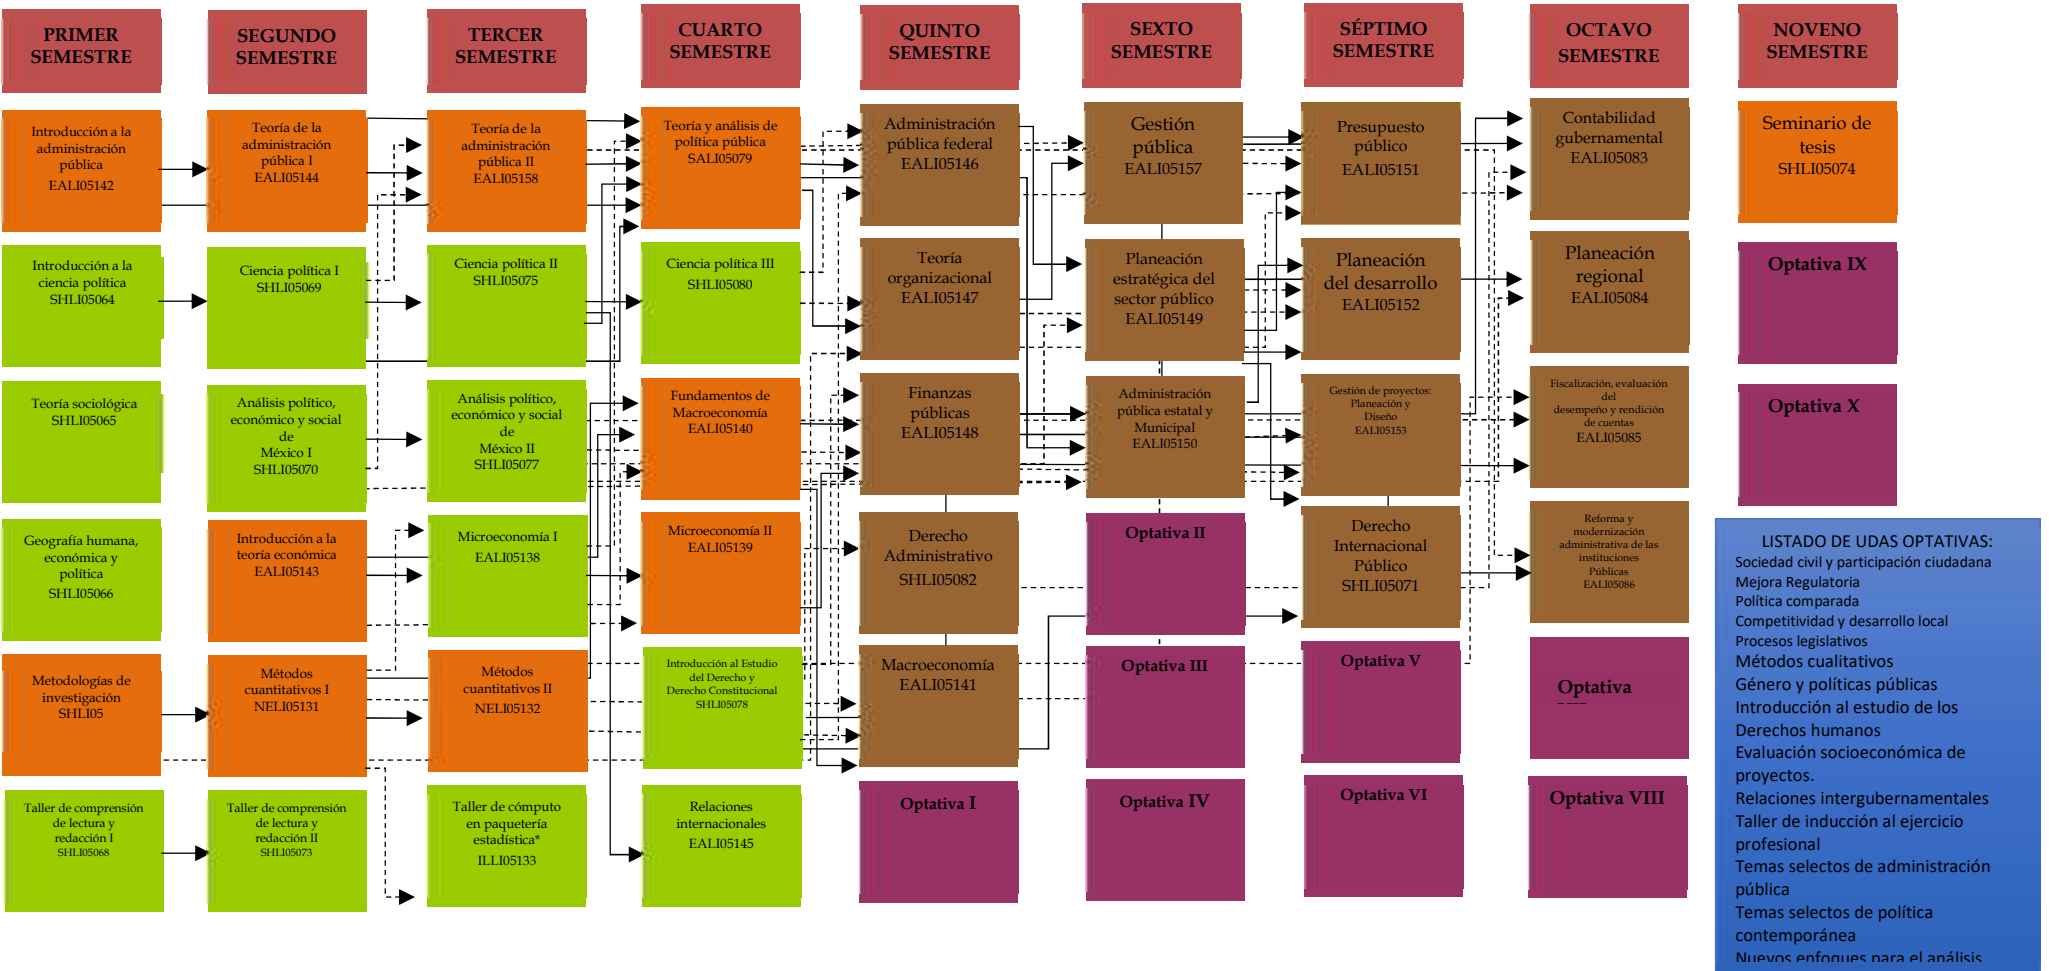 PRIMER
SEMESTRE
SEGUNDO
SEMESTRE
TERCER
SEMESTRE
CUARTO
SEMESTRE
QUINTO
SEMESTRE
SEXTO
SEMESTRE
SÉPTIMO
SEMESTRE
OCTAVO
SEMESTRE
NOVENO
SEMESTRE
Introducción a la
administración
pública
EALI05142
Teoría de la
administración
pública I
EALI05144
Teoría de la
administración
pública II
EALI05158
Teoría y análisis de
política pública
SALI05079
Administración
pública federal
EALI05146
Gestión
pública
EALI05157
Presupuesto
público
EALI05151
Contabilidad
gubernamental
EALI05083
Seminario de
tesis
SHLI05074
Introducción a la
ciencia política
SHLI05064
Ciencia política I
SHLI05069
Ciencia política II
SHLI05075
Ciencia política III
SHLI05080
Teoría
organizacional
EALI05147
Planeación
estratégica del
sector público
EALI05149
Planeación
del desarrollo
EALI05152
Planeación
regional
EALI05084
Optativa IX
Teoría sociológica
SHLI05065
Análisis político,
económico y social
de
México I
SHLI05070
Análisis político,
económico y social
de
México II
SHLI05077
Fundamentos de
Macroeconomía
EALI05140
Finanzas
públicas
EALI05148
Administración
pública estatal y
Municipal
EALI05150
Gestión de proyectos:
Planeación y
Diseño
EALI05153
Fiscalización, evaluación
del
desempeño y rendición
de cuentas
EALI05085
Optativa X
Geografía humana,
económica y
política
SHLI05066
Introducción a la
teoría económica
EALI05143
Microeconomía I
EALI05138
Microeconomía II
EALI05139
Derecho
Administrativo
SHLI05082
Optativa II
Derecho
Internacional
Público
SHLI05071
Reforma y
modernización
administrativa de las
instituciones
Públicas
EALI05086
Metodologías de
investigación
SHLI05
Métodos
cuantitativos I
NELI05131
Métodos
cuantitativos II
NELI05132
Introducción al Estudio
del Derecho y
Derecho Constitucional
SHLI05078
Macroeconomía
EALI05141
Optativa III
Optativa V
Optativa
Taller de comprensión
de lectura y
redacción I
SHLI05068
Taller de comprensión
de lectura y
redacción II
SHLI05073
Taller de cómputo
en paquetería
estadística*
ILLI05133
Relaciones
internacionales
EALI05145
Optativa I
Optativa IV
Optativa VI
Optativa VIII
LISTADO DE UDAS OPTATIVAS:
Sociedad civil y participación ciudadana
Mejora Regulatoria
Política comparada
Competitividad y desarrollo local
Procesos legislativos
Métodos cualitativos
Género y políticas públicas
Introducción al estudio de los
Derechos humanos
Evaluación socioeconómica de
proyectos.
Relaciones intergubernamentales
Taller de inducción al ejercicio
profesional
Temas selectos de administración
pública
Temas selectos de política
contemporánea
Nuevos enfoques para el análisis